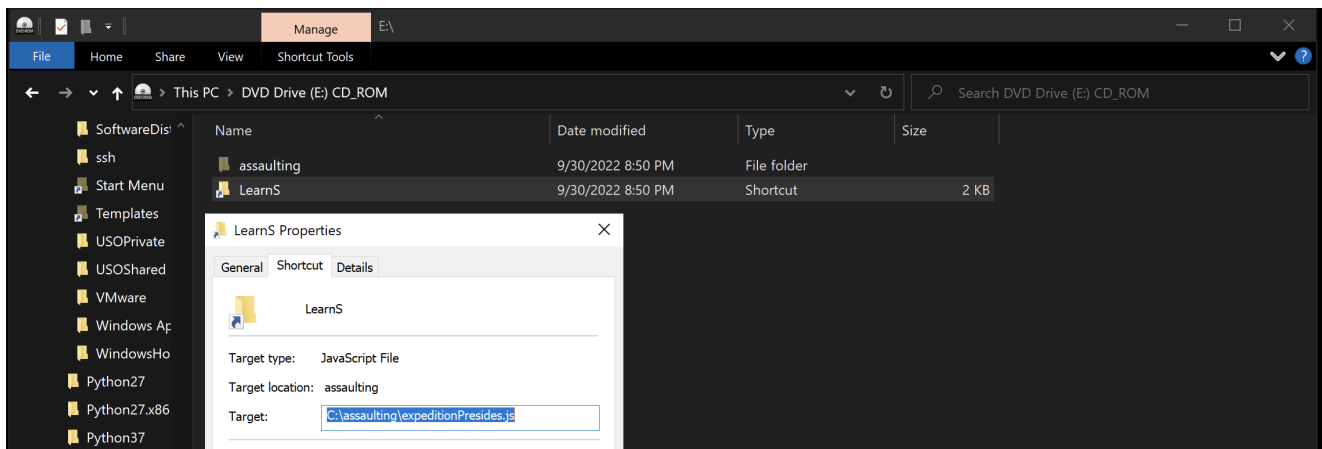 Manage E:\
File Home Share View Shortcut Tools
This PC > DVD Drive (E:) CD_ROM Search DVD Drive (E:) CD_ROM
SoftwareDist Name Date modified Type Size
ssh assaulting 9/30/2022 8:50 PM File folder
Start Menu LearnS 9/30/2022 8:50 PM Shortcut 2 KB
Templates
USOPrivate LearnS Properties
USOShared General Shortcut Details
VMware LearnS
Windows Ap
WindowsHo Target type: JavaScript File
Python27 Target location: assaulting
Python27.x86 Target: C:\assaulting\expeditionPresides.js
Python37